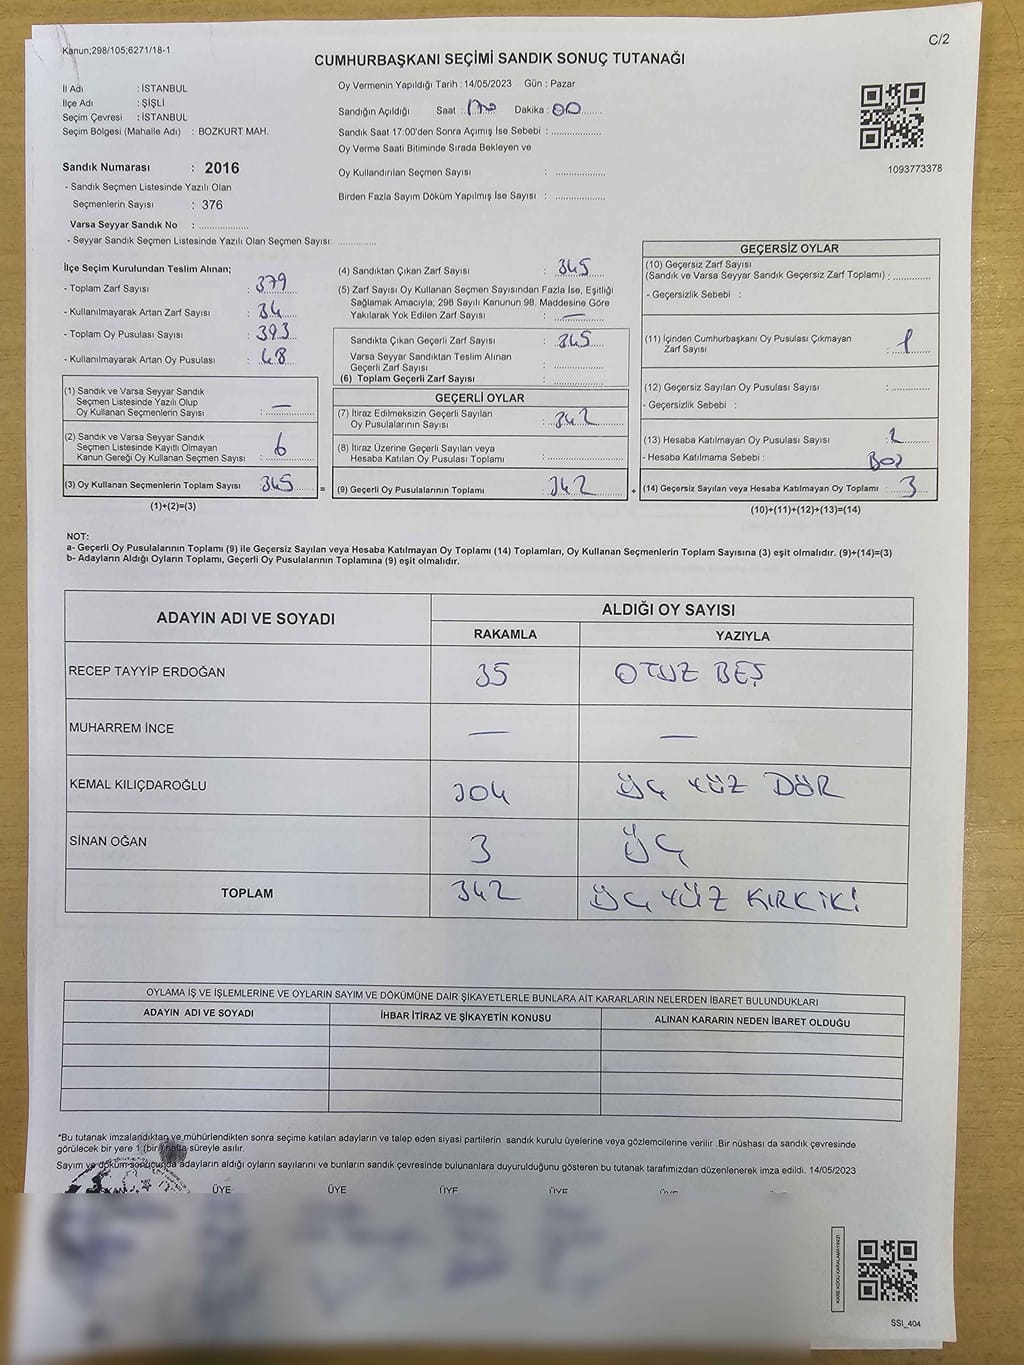 Kanun;298/105;6271/18-1
C/2
CUMHURBAŞKANI SEÇİMİ SANDIK SONUÇ TUTANAĞI
İl Adı : İSTANBUL
İlçe Adı : ŞİŞLİ
Seçim Çevresi : İSTANBUL
Seçim Bölgesi (Mahalle Adı) : BOZKURT MAH.
Sandık Numarası : 2016
- Sandık Seçmen Listesinde Yazılı Olan
Seçmenlerin Sayısı : 376
Varsa Seyyar Sandık No : ..................
- Seyyar Sandık Seçmen Listesinde Yazılı Olan Seçmen Sayısı: ..............
Oy Vermenin Yapıldığı Tarih : 14/05/2023 Gün : Pazar
Sandığın Açıldığı Saat : 17:00 Dakika : 00
Sandık Saat 17:00'den Sonra Açımış İse Sebebi : ..................
Oy Verme Saati Bitiminde Sırada Bekleyen ve
Oy Kullandırılan Seçmen Sayısı : ..................
Birden Fazla Sayım Döküm Yapılmış İse Sayısı : ..................
1093773378
İlçe Seçim Kurulundan Teslim Alınan;
- Toplam Zarf Sayısı : 379
- Kullanılmayarak Artan Zarf Sayısı : 34
- Toplam Oy Pusulası Sayısı : 393
- Kullanılmayarak Artan Oy Pusulası : 48
(1) Sandık ve Varsa Seyyar Sandık
Seçmen Listesinde Yazılı Olup
Oy Kullanan Seçmenlerin Sayısı : —
(2) Sandık ve Varsa Seyyar Sandık
Seçmen Listesinde Kayıtlı Olmayan
Kanun Gereği Oy Kullanan Seçmen Sayısı : 6
(3) Oy Kullanan Seçmenlerin Toplam Sayısı : 345 =
(1)+(2)=(3)
(4) Sandıktan Çıkan Zarf Sayısı : 345
(5) Zarf Sayısı Oy Kullanan Seçmen Sayısından Fazla İse, Eşitliği
Sağlamak Amacıyla; 298 Sayılı Kanunun 98. Maddesine Göre
Yakılarak Yok Edilen Zarf Sayısı : —
Sandıkta Çıkan Geçerli Zarf Sayısı : 345
Varsa Seyyar Sandıktan Teslim Alınan
Geçerli Zarf Sayısı : ..............
(6) Toplam Geçerli Zarf Sayısı : ..............
GEÇERLİ OYLAR
(7) İtiraz Edilmeksizin Geçerli Sayılan
Oy Pusulalarının Sayısı : 342
(8) İtiraz Üzerine Geçerli Sayılan veya
Hesaba Katılan Oy Pusulası Toplamı : ..............
(9) Geçerli Oy Pusulalarının Toplamı : 342 +
GEÇERSİZ OYLAR
(10) Geçersiz Zarf Sayısı
(Sandık ve Varsa Seyyar Sandık Geçersiz Zarf Toplamı) : ............
- Geçersizlik Sebebi :
(11) İçinden Cumhurbaşkanı Oy Pusulası Çıkmayan
Zarf Sayısı : 1
(12) Geçersiz Sayılan Oy Pusulası Sayısı : ............
- Geçersizlik Sebebi :
(13) Hesaba Katılmayan Oy Pusulası Sayısı : 2
- Hesaba Katılmama Sebebi :
(14) Geçersiz Sayılan veya Hesaba Katılmayan Oy Toplamı : 3
(10)+(11)+(12)+(13)=(14)
NOT:
a- Geçerli Oy Pusulalarının Toplamı (9) ile Geçersiz Sayılan veya Hesaba Katılmayan Oy Toplamı (14) Toplamları, Oy Kullanan Seçmenlerin Toplam Sayısına (3) eşit olmalıdır. (9)+(14)=(3)
b- Adayların Aldığı Oyların Toplamı, Geçerli Oy Pusulalarının Toplamına (9) eşit olmalıdır.
ADAYIN ADI VE SOYADI ALDIĞI OY SAYISI
RAKAMLA YAZIYLA
RECEP TAYYİP ERDOĞAN 35 OTUZ BEŞ
MUHARREM İNCE — —
KEMAL KILIÇDAROĞLU 304 ÜÇ YÜZ DÖR
SİNAN OĞAN 3 ÜÇ
TOPLAM 342 ÜÇ YÜZ KIRK İKİ
OYLAMA İŞ VE İŞLEMLERİNE VE OYLARIN SAYIM VE DÖKÜMÜNE DAİR ŞİKAYETLERLE BUNLARA AİT KARARLARIN NELERDEN İBARET BULUNDUKLARI
ADAYIN ADI VE SOYADI İHBAR İTİRAZ VE ŞİKAYETİN KONUSU ALINAN KARARIN NEDEN İBARET OLDUĞU
*Bu tutanak imzalandıktan ve mühürlendikten sonra seçime katılan adayların ve talep eden siyasi partilerin sandık kurulu üyelerine veya gözlemcilerine verilir .Bir nüshası da sandık çevresinde
görülecek bir yere 1 (bir) hafta süreyle asılır.
Sayım ve döküm sonucunda adayların aldığı oyların sayılarını ve bunların sandık çevresinde bulunanlara duyurulduğunu gösteren bu tutanak tarafımızdan düzenlenerek imza edildi. 14/05/2023
ÜYE ÜYE ÜYE ÜYE ÜYE
KARE KODU KARALAMAYINIZ!
SSI_404